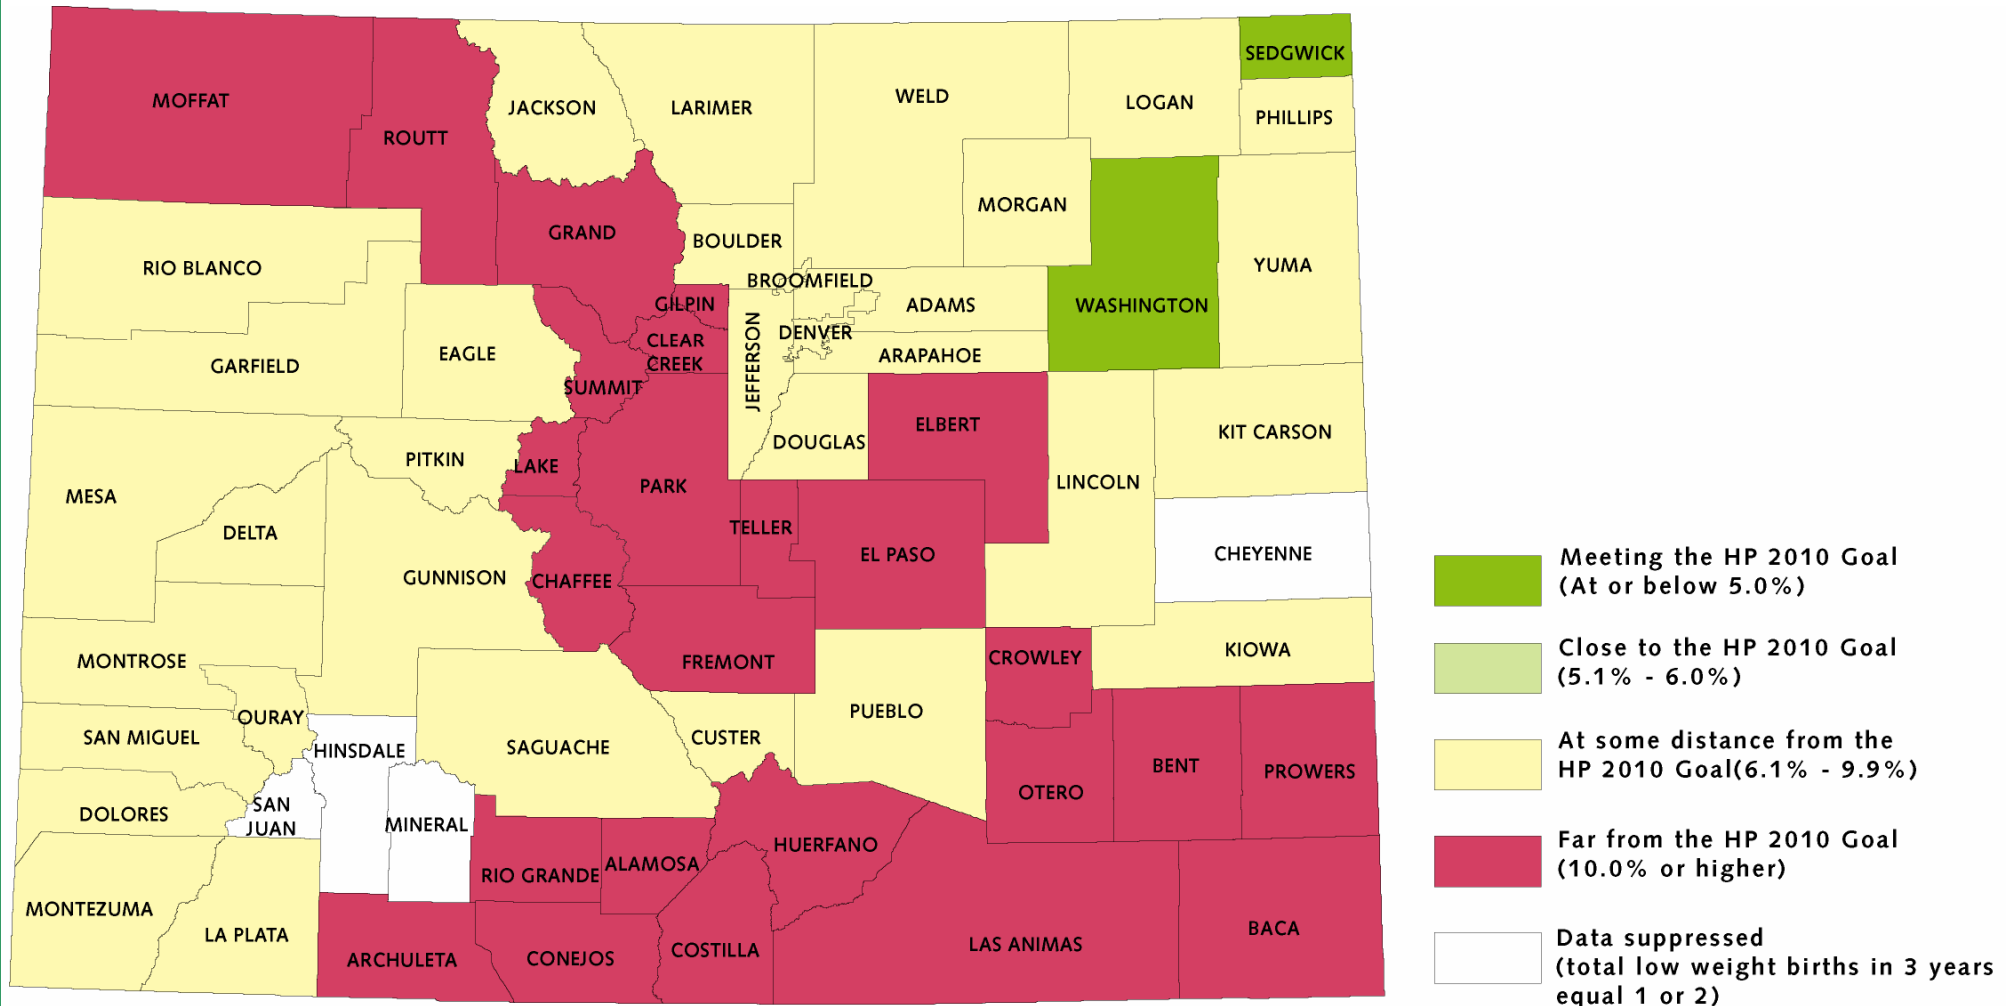 SEDGWICK
MOFFAT
JACKSON
LARIMER
WELD
LOGAN
PHILLIPS
ROUTT
MORGAN
GRAND
BOULDER
RIO BLANCO
YUMA
BROOMFIELD
GILPIN
ADAMS
WASHINGTON
DENVER
CLEAR
CREEK
JEFFERSON
EAGLE
ARAPAHOE
GARFIELD
SUMMIT
ELBERT
KIT CARSON
DOUGLAS
PITKIN
LAKE
LINCOLN
PARK
MESA
TELLER
DELTA
EL PASO
CHEYENNE
GUNNISON
CHAFFEE
KIOWA
CROWLEY
MONTROSE
FREMONT
PUEBLO
OURAY
SAN MIGUEL
CUSTER
SAGUACHE
HINSDALE
BENT
PROWERS
OTERO
SAN
JUAN
DOLORES
MINERAL
HUERFANO
ALAMOSA
RIO GRANDE
MONTEZUMA
BACA
LA PLATA
LAS ANIMAS
COSTILLA
CONEJOS
ARCHULETA
Meeting the HP 2010 Goal
(At or below 5.0%)
Close to the HP 2010 Goal
(5.1% - 6.0%)
At some distance from the
HP 2010 Goal(6.1% - 9.9%)
Far from the HP 2010 Goal
(10.0% or higher)
Data suppressed
(total low weight births in 3 years
equal 1 or 2)